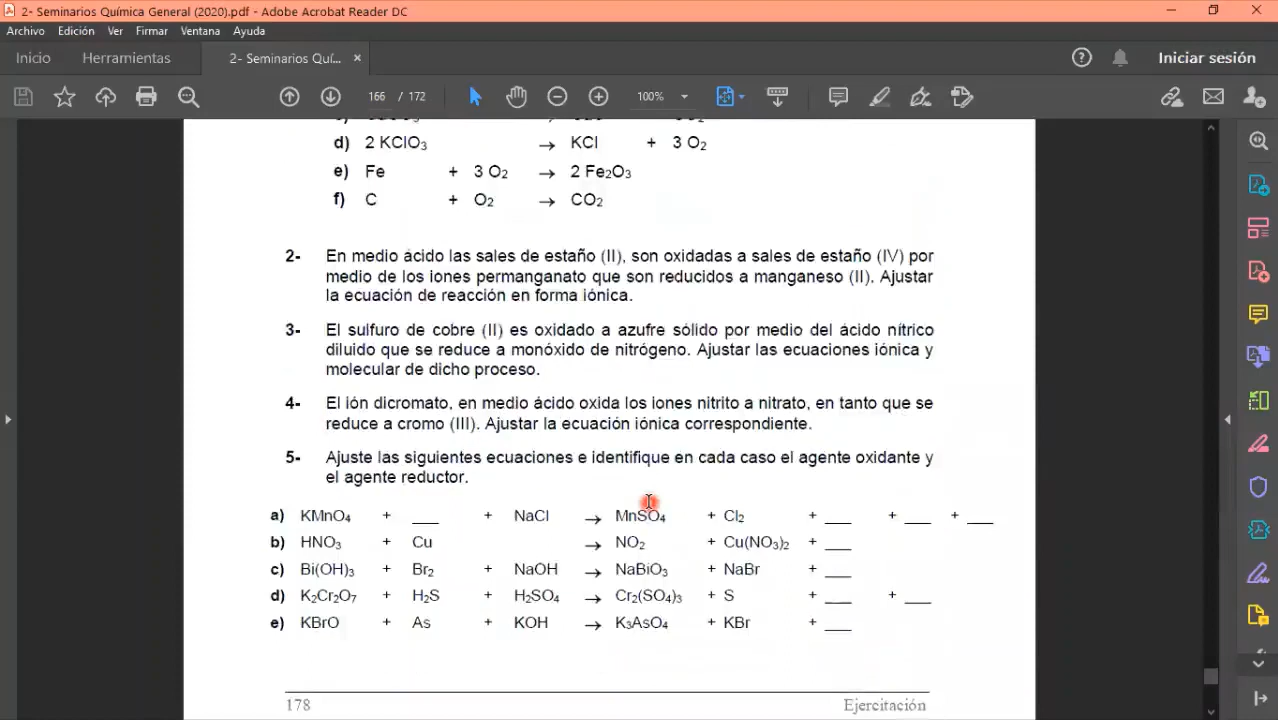 2- Seminarios Química General (2020).pdf - Adobe Acrobat Reader DC
Archivo Edición Ver Firmar Ventana Ayuda
Inicio Herramientas 2- Seminarios Quí... × Iniciar sesión
166 / 172 100%
d) 2 KClO₃ → KCl + 3 O₂
e) Fe + 3 O₂ → 2 Fe₂O₃
f) C + O₂ → CO₂
2- En medio ácido las sales de estaño (II), son oxidadas a sales de estaño (IV) por
medio de los iones permanganato que son reducidos a manganeso (II). Ajustar
la ecuación de reacción en forma iónica.
3- El sulfuro de cobre (II) es oxidado a azufre sólido por medio del ácido nítrico
diluido que se reduce a monóxido de nitrógeno. Ajustar las ecuaciones iónica y
molecular de dicho proceso.
4- El ión dicromato, en medio ácido oxida los iones nitrito a nitrato, en tanto que se
reduce a cromo (III). Ajustar la ecuación iónica correspondiente.
5- Ajuste las siguientes ecuaciones e identifique en cada caso el agente oxidante y
el agente reductor.
a) KMnO₄ + ___ + NaCl → MnSO₄ + Cl₂ + ___ + ___ + ___
b) HNO₃ + Cu → NO₂ + Cu(NO₃)₂ + ___
c) Bi(OH)₃ + Br₂ + NaOH → NaBiO₃ + NaBr + ___
d) K₂Cr₂O₇ + H₂S + H₂SO₄ → Cr₂(SO₄)₃ + S + ___ + ___
e) KBrO + As + KOH → K₃AsO₄ + KBr + ___
178 Ejercitación